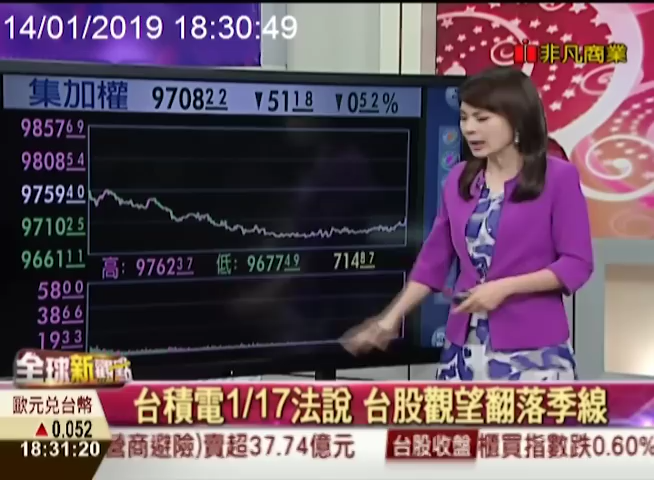 14/01/2019 18:30:49
非凡商業
集加權 9708.22 ▼51.18 ▼0.52%
9857.69
9808.54
9759.40
9710.25
9661.11
高: 9762.37 低: 9677.49 714.87
58.00
38.66
19.33
全球新觀點
台積電1/17法說 台股觀望翻落季線
歐元兌台幣
▲0.052
18:31:20
營商避險)賣超37.74億元 台股收盤 櫃買指數跌0.60%